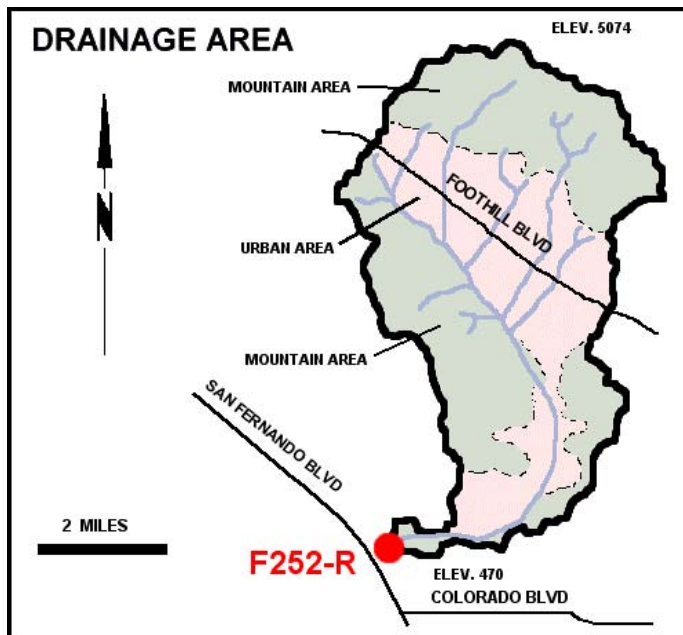 DRAINAGE AREA
ELEV. 5074
MOUNTAIN AREA
N
FOOTHILL BLVD
URBAN AREA
MOUNTAIN AREA
SAN FERNANDO BLVD
2 MILES
F252-R
ELEV. 470
COLORADO BLVD